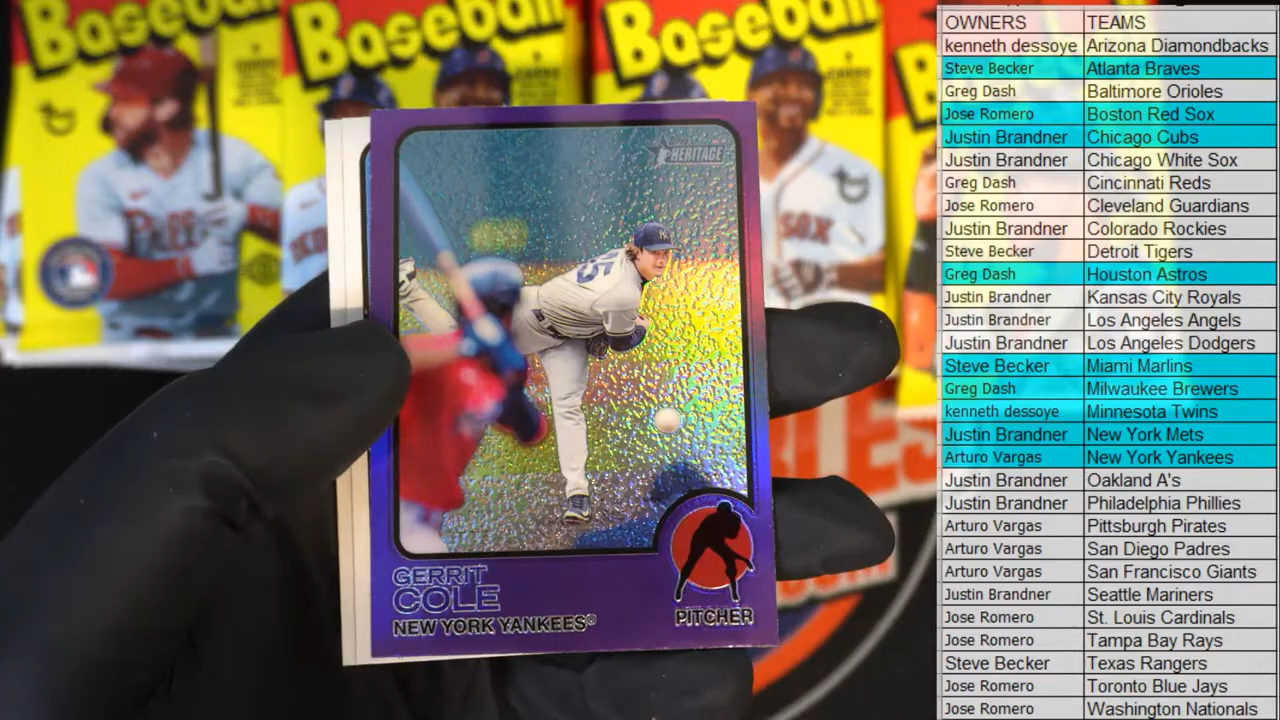 Baseball
Baseball
Baseball
HERITAGE
45
GERRIT
COLE
NEW YORK YANKEES®
PITCHER
OWNERS TEAMS
kenneth dessoye Arizona Diamondbacks
Steve Becker Atlanta Braves
Greg Dash Baltimore Orioles
Jose Romero Boston Red Sox
Justin Brandner Chicago Cubs
Justin Brandner Chicago White Sox
Greg Dash Cincinnati Reds
Jose Romero Cleveland Guardians
Justin Brandner Colorado Rockies
Steve Becker Detroit Tigers
Greg Dash Houston Astros
Justin Brandner Kansas City Royals
Justin Brandner Los Angeles Angels
Justin Brandner Los Angeles Dodgers
Steve Becker Miami Marlins
Greg Dash Milwaukee Brewers
kenneth dessoye Minnesota Twins
Justin Brandner New York Mets
Arturo Vargas New York Yankees
Justin Brandner Oakland A's
Justin Brandner Philadelphia Phillies
Arturo Vargas Pittsburgh Pirates
Arturo Vargas San Diego Padres
Arturo Vargas San Francisco Giants
Justin Brandner Seattle Mariners
Jose Romero St. Louis Cardinals
Jose Romero Tampa Bay Rays
Steve Becker Texas Rangers
Jose Romero Toronto Blue Jays
Jose Romero Washington Nationals